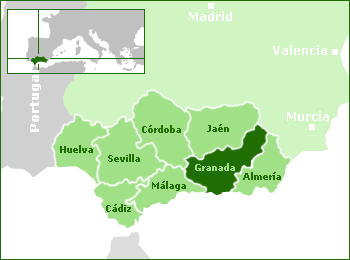 Madrid
Valencia
Portugal
Murcia
Córdoba
Jaén
Huelva
Sevilla
Granada
Almería
Málaga
Cádiz